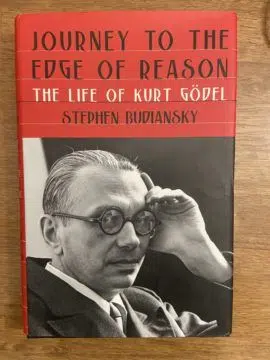 JOURNEY TO THE
EDGE OF REASON
THE LIFE OF KURT GÖDEL
STEPHEN BUDIANSKY